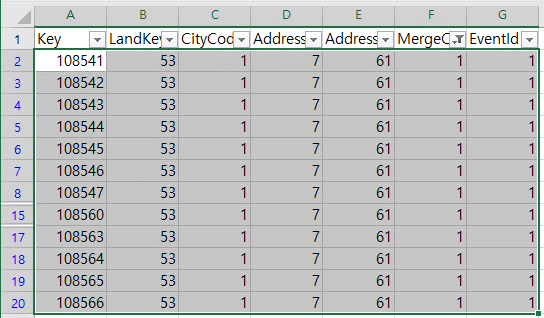 A B C D E F G
1 Key LandKey CityCod Address Address MergeC EventId
2 108541 53 1 7 61 1 1
3 108542 53 1 7 61 1 1
4 108543 53 1 7 61 1 1
5 108544 53 1 7 61 1 1
6 108545 53 1 7 61 1 1
7 108546 53 1 7 61 1 1
8 108547 53 1 7 61 1 1
15 108560 53 1 7 61 1 1
17 108563 53 1 7 61 1 1
18 108564 53 1 7 61 1 1
19 108565 53 1 7 61 1 1
20 108566 53 1 7 61 1 1